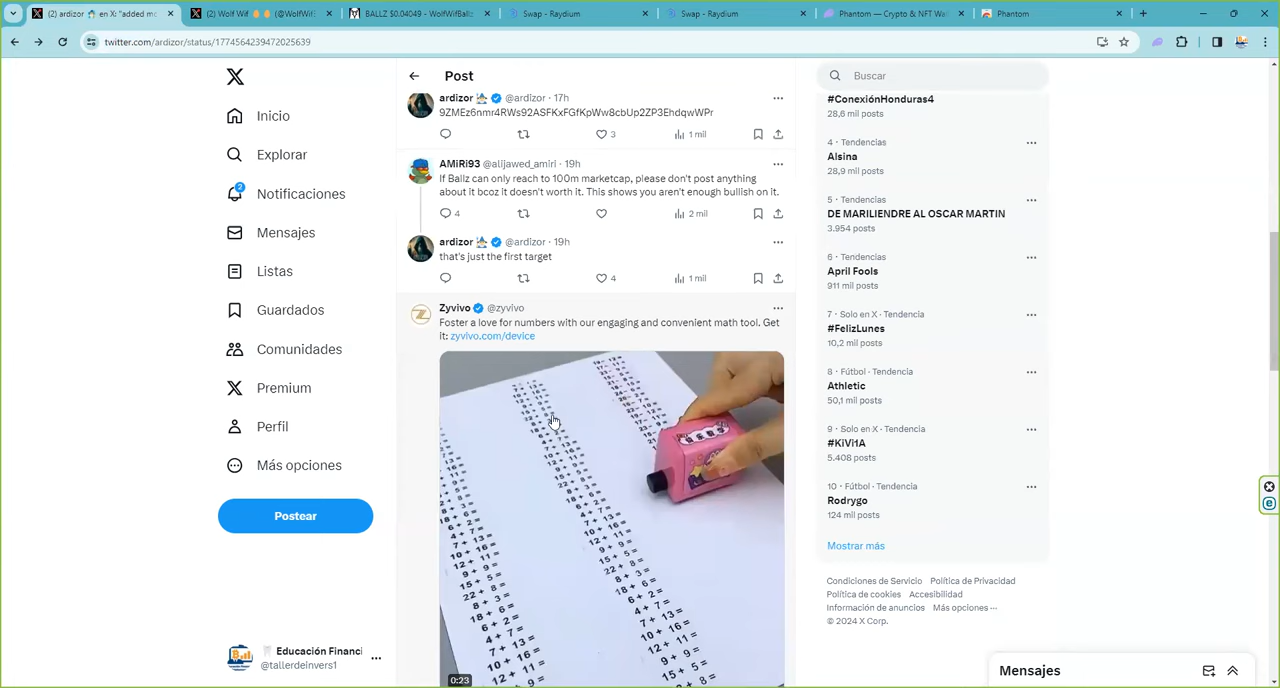 (2) ardizor en X: "added mo
(2) Wolf Wif (@WolfWifB
BALLZ $0.04049 - WolfWifBallz
Swap - Raydium
Swap - Raydium
Phantom — Crypto & NFT Wal
Phantom
twitter.com/ardizor/status/1774564239472025639
Inicio
Explorar
2
Notificaciones
Mensajes
Listas
Guardados
Comunidades
Premium
Perfil
Más opciones
Postear
Educación Financi
@tallerdeinvers1
Post
ardizor @ardizor · 17h
9ZMEz6nmr4RWs92ASFKxFGfKpWw8cbUp2ZP3EhdqwWPr
3
1 mil
AMiRi93 @alijawed_amiri · 19h
If Ballz can only reach to 100m marketcap, please don't post anything
about it bcoz it doesn't worth it. This shows you aren't enough bullish on it.
4
2 mil
ardizor @ardizor · 19h
that's just the first target
4
1 mil
Zyvivo @zyvivo
Foster a love for numbers with our engaging and convenient math tool. Get
it: zyvivo.com/device
0:23
Buscar
#ConexiónHonduras4
28,6 mil posts
4 · Tendencias
Alsina
28,9 mil posts
5 · Tendencias
DE MARILIENDRE AL OSCAR MARTIN
3.954 posts
6 · Tendencias
April Fools
911 mil posts
7 · Solo en X · Tendencia
#FelizLunes
10,2 mil posts
8 · Fútbol · Tendencia
Athletic
50,1 mil posts
9 · Solo en X · Tendencia
#KiVi1A
5.408 posts
10 · Fútbol · Tendencia
Rodrygo
124 mil posts
Mostrar más
Condiciones de Servicio Política de Privacidad
Política de cookies Accesibilidad
Información de anuncios Más opciones ···
© 2024 X Corp.
Mensajes